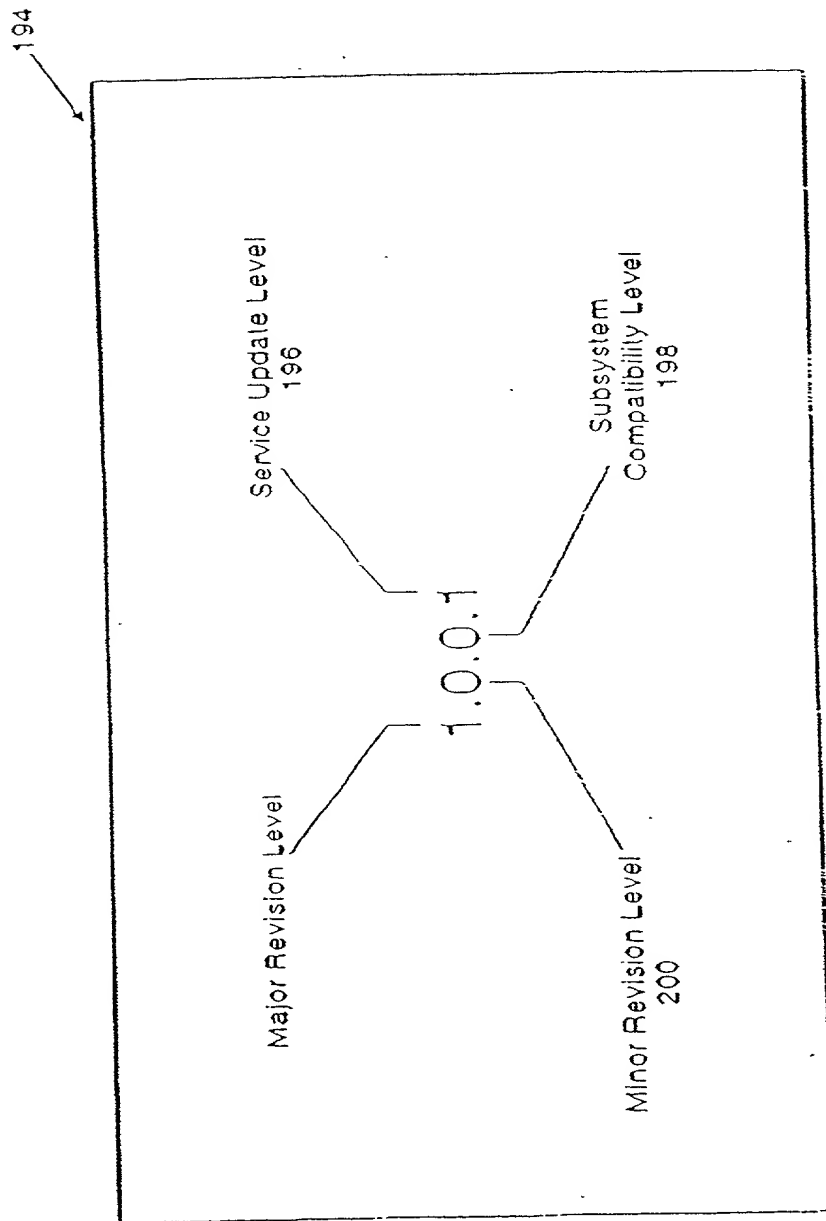 194
Major Revision Level
Service Update Level
196
1.0.0.1
Minor Revision Level
200
Subsystem
Compatibility Level
198